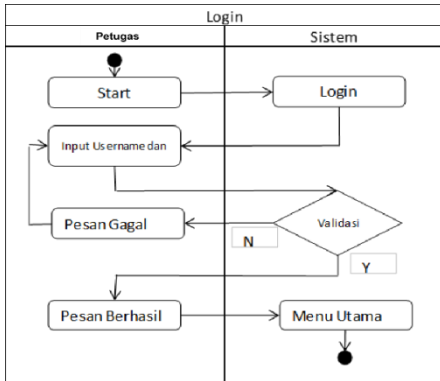 Login
Petugas
Sistem
Start
Login
Input Username dan
Pesan Gagal
Validasi
N
Y
Pesan Berhasil
Menu Utama